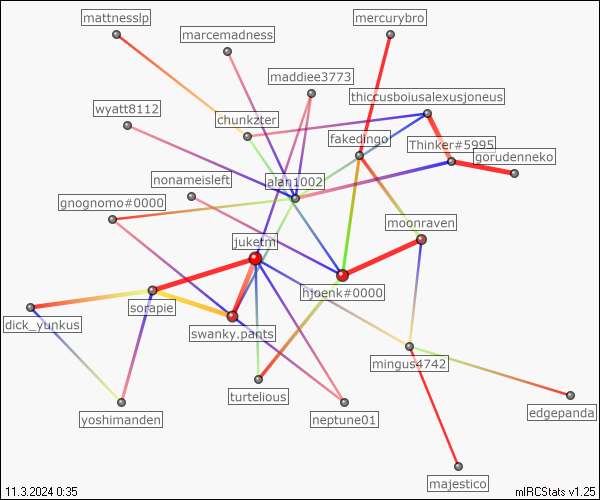 mattnesslp
mercurybro
marcemadness
maddiee3773
thiccusboiusalexusjoneus
wyatt8112
chunkzter
fakedingo
Thinker#5995
gorudenneko
nonameisleft
alan1002
gnognomo#0000
moonraven
juketm
hjoenk#0000
sorapie
dick_yunkus
swanky.pants
mingus4742
turtelious
edgepanda
yoshimanden
neptune01
majestico
11.3.2024 0:35
mIRCStats v1.25